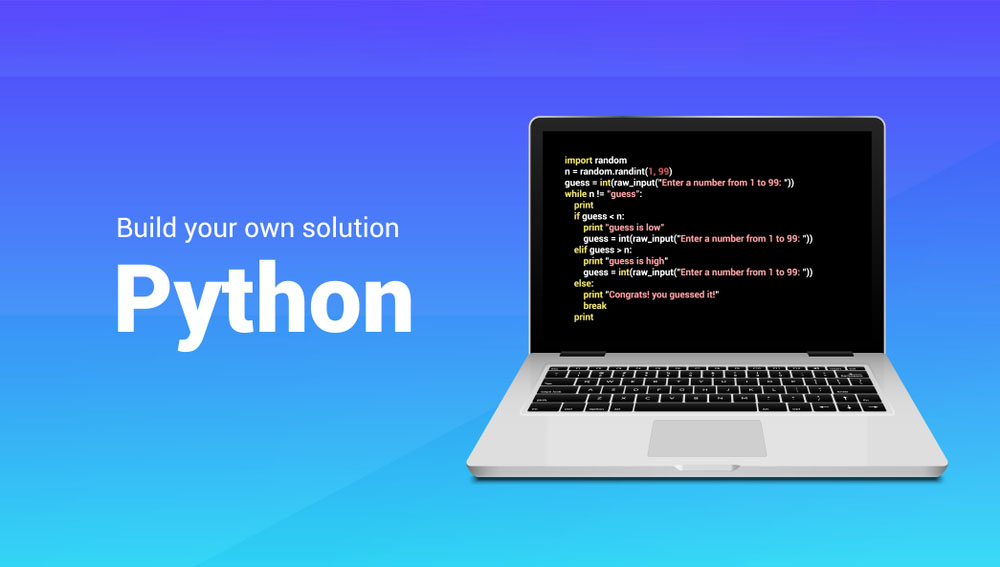 Build your own solution
Python
import random
n = random.randint(1, 99)
guess = int(raw_input("Enter a number from 1 to 99: "))
while n != "guess":
    print
    if guess < n:
        print "guess is low"
        guess = int(raw_input("Enter a number from 1 to 99: "))
    elif guess > n:
        print "guess is high"
        guess = int(raw_input("Enter a number from 1 to 99: "))
    else:
        print "Congrats! you guessed it!"
        break
    print